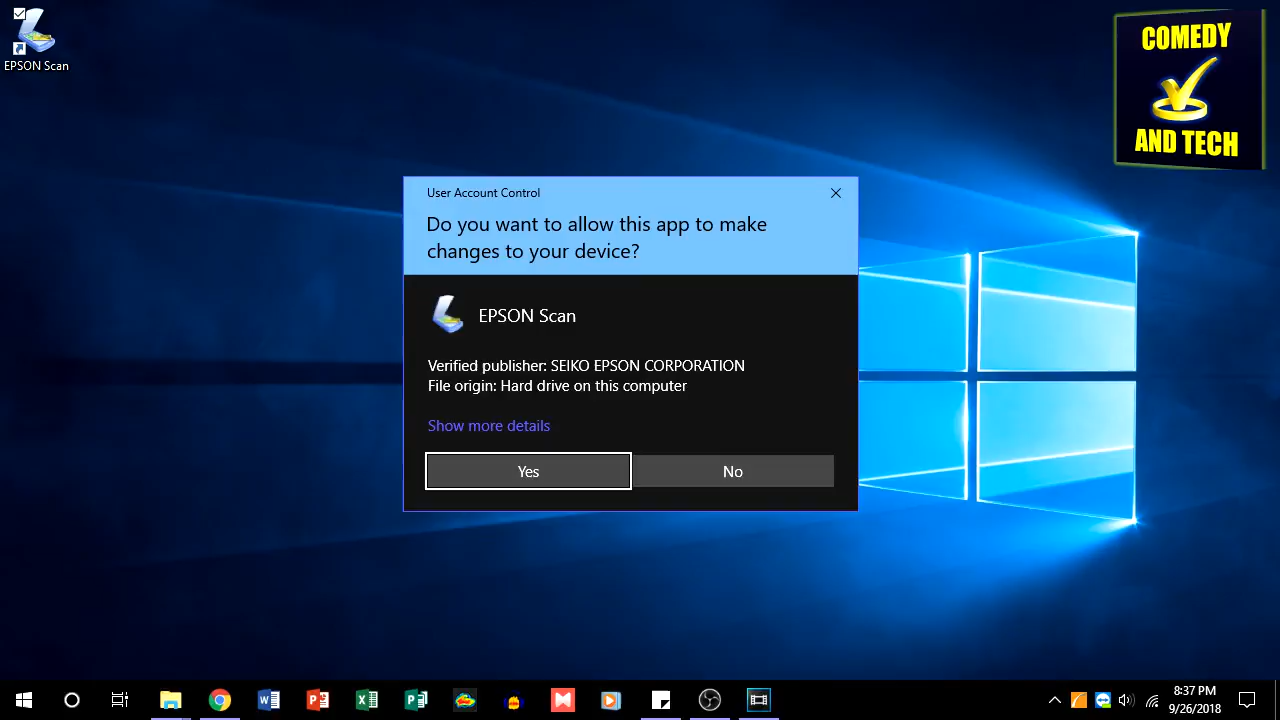 EPSON Scan
COMEDY
AND TECH
User Account Control
Do you want to allow this app to make
changes to your device?
EPSON Scan
Verified publisher: SEIKO EPSON CORPORATION
File origin: Hard drive on this computer
Show more details
Yes No
8:37 PM
9/26/2018